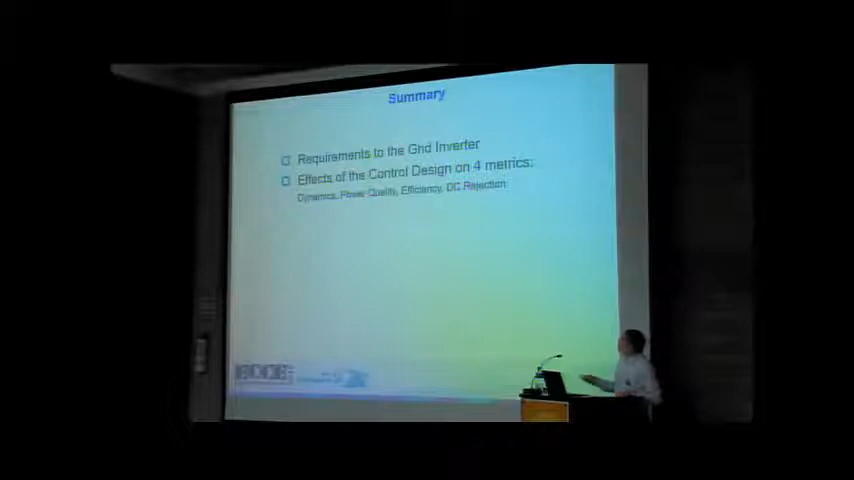 Summary
Requirements to the Grid Inverter
Effects of the Control Design on 4 metrics:
Dynamics, Power Quality, Efficiency, DC Rejection